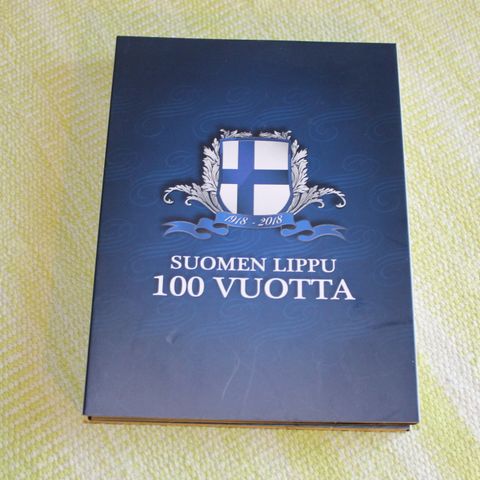 1918 - 2018
SUOMEN LIPPU
100 VUOTTA